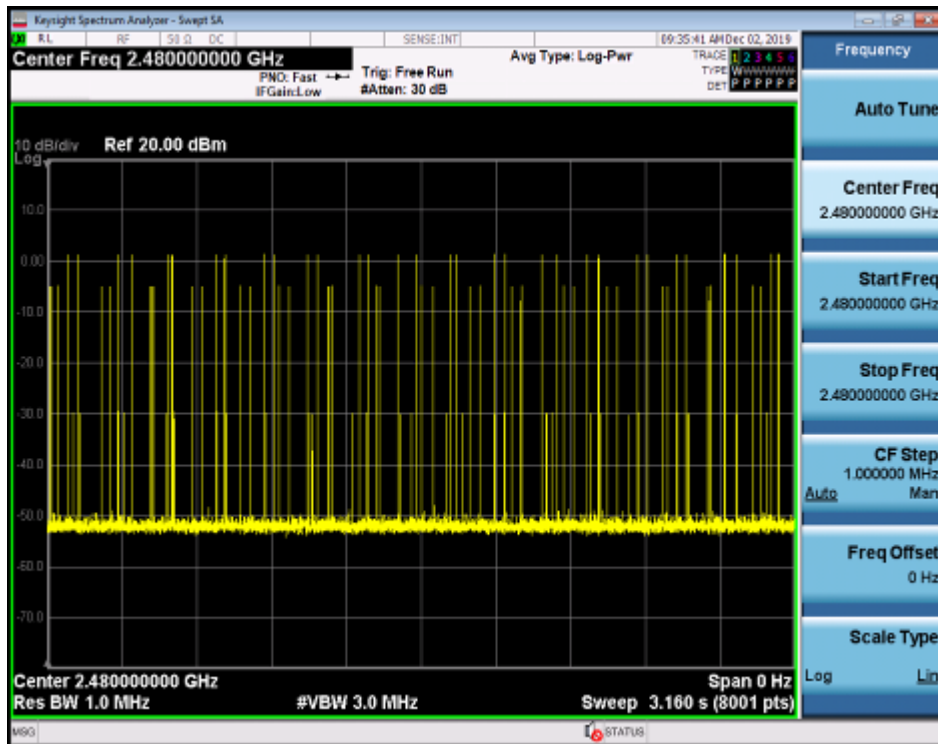 Keysight Spectrum Analyzer - Swept SA
RL RF 50 Ω DC SENSE:INT 09:35:41 AM Dec 02, 2019
Center Freq 2.480000000 GHz
PNO: Fast
IFGain:Low
Trig: Free Run
#Atten: 30 dB
Avg Type: Log-Pwr
TRACE 1 2 3 4 5 6
TYPE WWWWWW
DET P P P P P P
10 dB/div Ref 20.00 dBm
Log
10.0
0.00
-10.0
-20.0
-30.0
-40.0
-50.0
-60.0
-70.0
Center 2.480000000 GHz Span 0 Hz
Res BW 1.0 MHz #VBW 3.0 MHz Sweep 3.160 s (8001 pts)
MSG STATUS
Frequency
Auto Tune
Center Freq
2.480000000 GHz
Start Freq
2.480000000 GHz
Stop Freq
2.480000000 GHz
CF Step
1.000000 MHz
Auto Man
Freq Offset
0 Hz
Scale Type
Log Lin